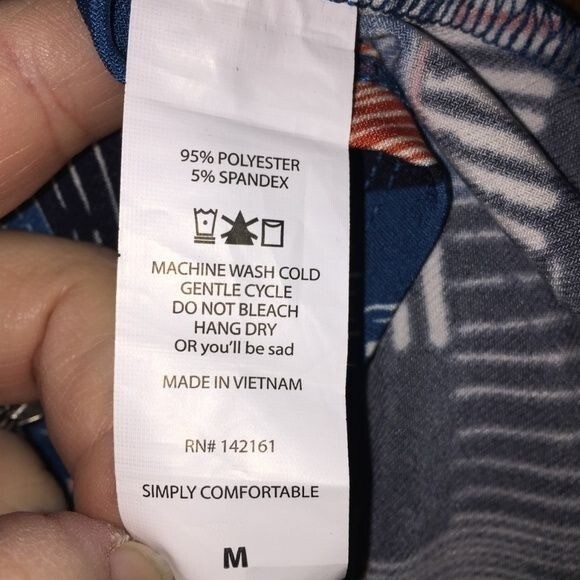 95% POLYESTER
5% SPANDEX
MACHINE WASH COLD
GENTLE CYCLE
DO NOT BLEACH
HANG DRY
OR you'll be sad
MADE IN VIETNAM
RN# 142161
SIMPLY COMFORTABLE
M